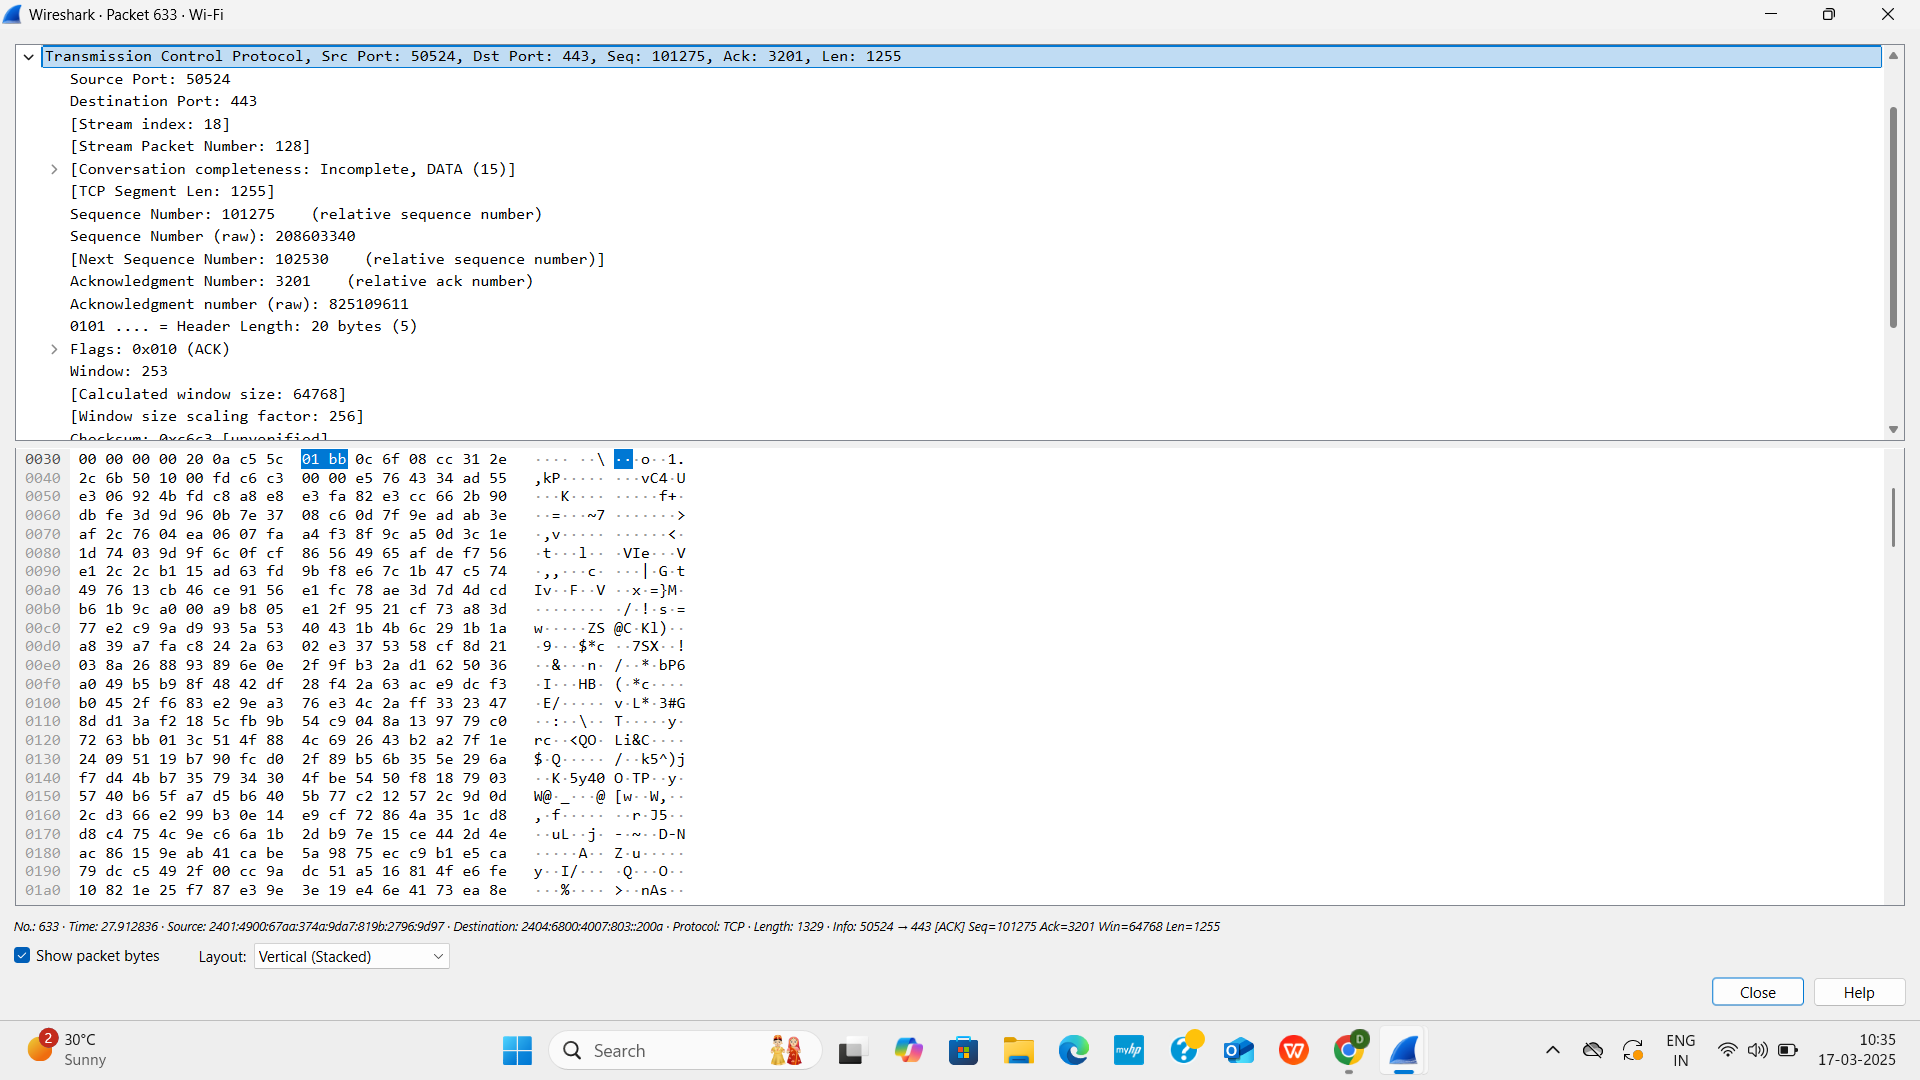 Wireshark · Packet 633 · Wi-Fi
Transmission Control Protocol, Src Port: 50524, Dst Port: 443, Seq: 101275, Ack: 3201, Len: 1255
Source Port: 50524
Destination Port: 443
[Stream index: 18]
[Stream Packet Number: 128]
[Conversation completeness: Incomplete, DATA (15)]
[TCP Segment Len: 1255]
Sequence Number: 101275    (relative sequence number)
Sequence Number (raw): 208603340
[Next Sequence Number: 102530    (relative sequence number)]
Acknowledgment Number: 3201    (relative ack number)
Acknowledgment number (raw): 825109611
0101 .... = Header Length: 20 bytes (5)
Flags: 0x010 (ACK)
Window: 253
[Calculated window size: 64768]
[Window size scaling factor: 256]
Checksum: 0xc6c3 [unverified]
0030 00 00 00 00 20 0a c5 5c 01 bb 0c 6f 08 cc 31 2e ···· ··\ ···o··1.
0040 2c 6b 50 10 00 fd c6 c3 00 00 e5 76 43 34 ad 55 ,kP····· ···vC4·U
0050 e3 06 92 4b fd c8 a8 e8 e3 fa 82 e3 cc 66 2b 90 ···K···· ·····f+·
0060 db fe 3d 9d 96 0b 7e 37 08 c6 0d 7f 9e ad ab 3e ··=···~7 ·······>
0070 af 2c 76 04 ea 06 07 fa a4 f3 8f 9c a5 0d 3c 1e ·,v····· ······<·
0080 1d 74 03 9d 9f 6c 0f cf 86 56 49 65 af de f7 56 ·t···l·· ·VIe···V
0090 e1 2c 2c b1 15 ad 63 fd 9b f8 e6 7c 1b 47 c5 74 ·,,···c· ···|·G·t
00a0 49 76 13 cb 46 ce 91 56 e1 fc 78 ae 3d 7d 4d cd Iv··F··V ··x·=}M·
00b0 b6 1b 9c a0 00 a9 b8 05 e1 2f 95 21 cf 73 a8 3d ········ ·/·!·s·=
00c0 77 e2 c9 9a d9 93 5a 53 40 43 1b 4b 6c 29 1b 1a w·····ZS @C·Kl)··
00d0 a8 39 a7 fa c8 24 2a 63 02 e3 37 53 58 cf 8d 21 ·9···$*c ··7SX··!
00e0 03 8a 26 88 93 89 6e 0e 2f 9f b3 2a d1 62 50 36 ··&···n· /··*·bP6
00f0 a0 49 b5 b9 8f 48 42 df 28 f4 2a 63 ac e9 dc f3 ·I···HB· (·*c····
0100 b0 45 2f f6 83 e2 9e a3 76 e3 4c 2a ff 33 23 47 ·E/····· v·L*·3#G
0110 8d d1 3a f2 18 5c fb 9b 54 c9 04 8a 13 97 79 c0 ··:··\·· T·····y·
0120 72 63 bb 01 3c 51 4f 88 4c 69 26 43 b2 a2 7f 1e rc··<QO· Li&C····
0130 24 09 51 19 b7 90 fc d0 2f 89 b5 6b 35 5e 29 6a $·Q····· /··k5^)j
0140 f7 d4 4b b7 35 79 34 30 4f be 54 50 f8 18 79 03 ··K·5y40 O·TP··y·
0150 57 40 b6 5f a7 d5 b6 40 5b 77 c2 12 57 2c 9d 0d W@·_···@ [w··W,··
0160 2c d3 66 e2 99 b3 0e 14 e9 cf 72 86 4a 35 1c d8 ,·f····· ··r·J5··
0170 d8 c4 75 4c 9e c6 6a 1b 2d b9 7e 15 ce 44 2d 4e ··uL··j· -·~··D-N
0180 ac 86 15 9e ab 41 ca be 5a 98 75 ec c9 b1 e5 ca ·····A·· Z·u·····
0190 79 dc c5 49 2f 00 cc 9a dc 51 a5 16 81 4f e6 fe y··I/··· ·Q···O··
01a0 10 82 1e 25 f7 87 e3 9e 3e 19 e4 6e 41 73 ea 8e ···%···· >··nAs··
No.: 633 · Time: 27.912836 · Source: 2401:4900:67aa:374a:9da7:819b:2796:9d97 · Destination: 2404:6800:4007:803::200a · Protocol: TCP · Length: 1329 · Info: 50524 → 443 [ACK] Seq=101275 Ack=3201 Win=64768 Len=1255
Show packet bytes
Layout: Vertical (Stacked)
Close
Help
2
30°C
Sunny
Search
myhp
D
ENG
IN
10:35
17-03-2025